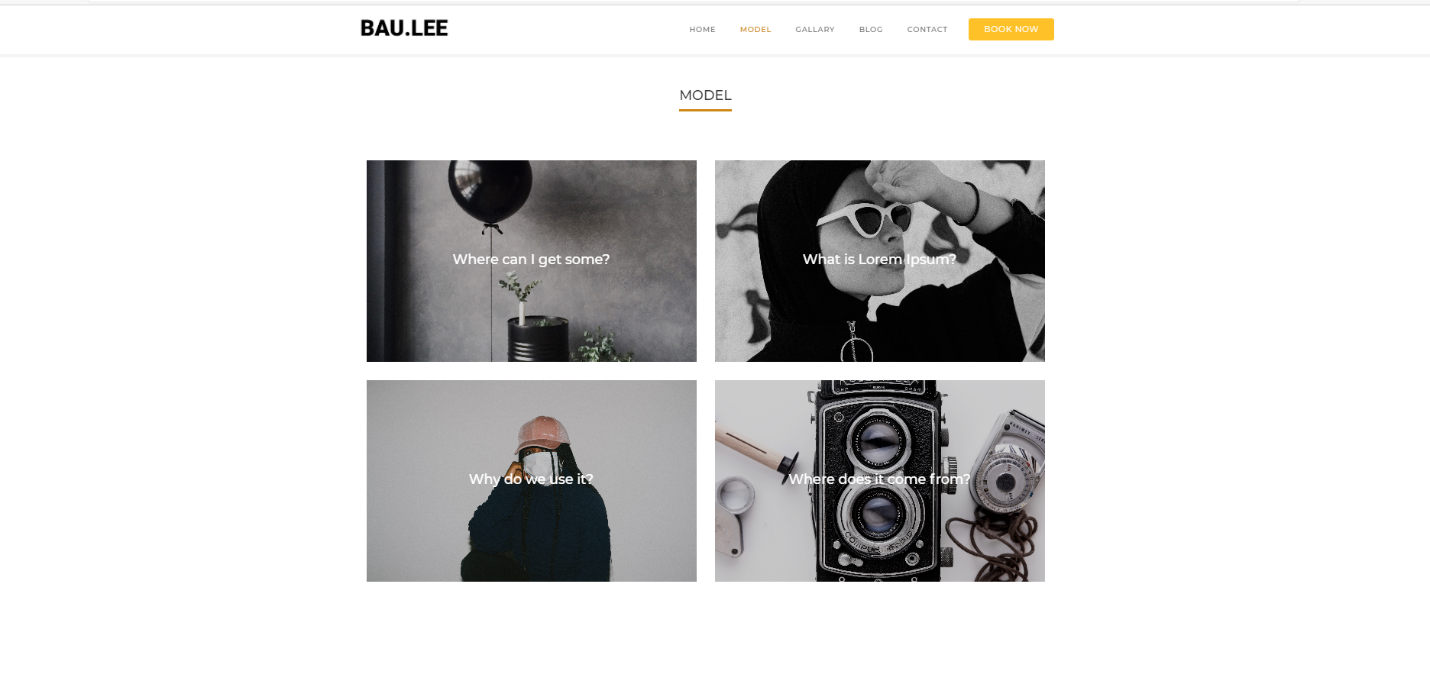 BAU.LEE
HOME MODEL GALLARY BLOG CONTACT BOOK NOW
MODEL
Where can I get some?
What is Lorem Ipsum?
Why do we use it?
Where does it come from?